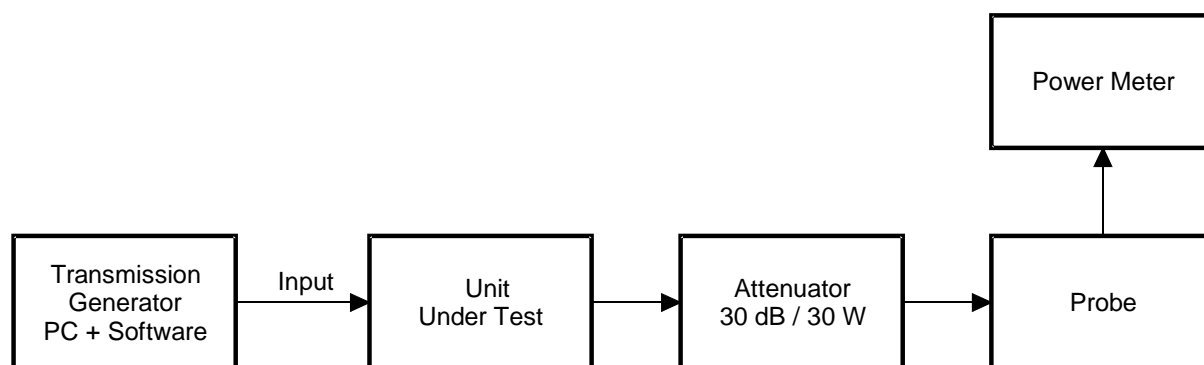 Power Meter
Transmission
Generator
PC + Software
Input
Unit
Under Test
Attenuator
30 dB / 30 W
Probe